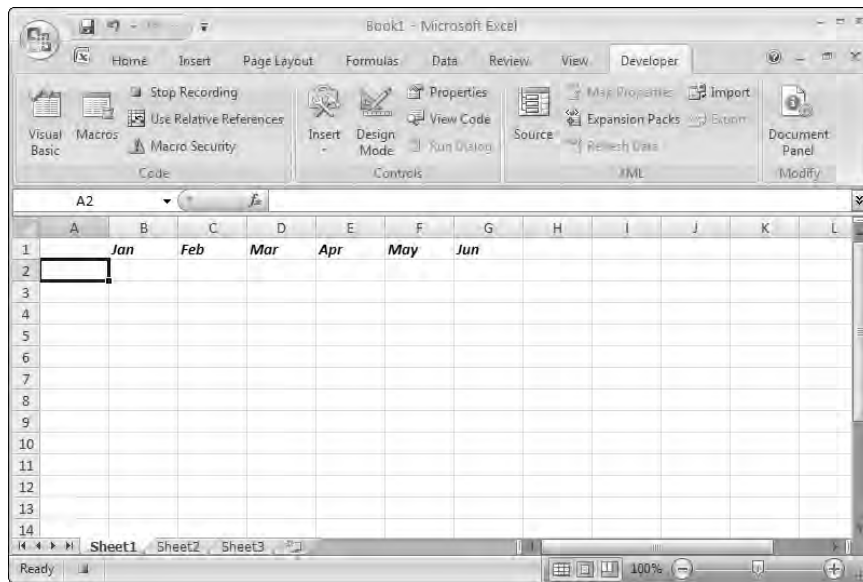 Book1 - Microsoft Excel
Home Insert Page Layout Formulas Data Review View Developer
Visual Basic
Macros
Stop Recording
Use Relative References
Macro Security
Code
Insert
Design Mode
Properties
View Code
Run Dialog
Controls
Source
Map Properties
Expansion Packs
Refresh Data
Import
Export
XML
Document Panel
Modify
A2 fx
A B C D E F G H I J K L
1 Jan Feb Mar Apr May Jun
2
3
4
5
6
7
8
9
10
11
12
13
14
Sheet1 Sheet2 Sheet3
Ready 100%